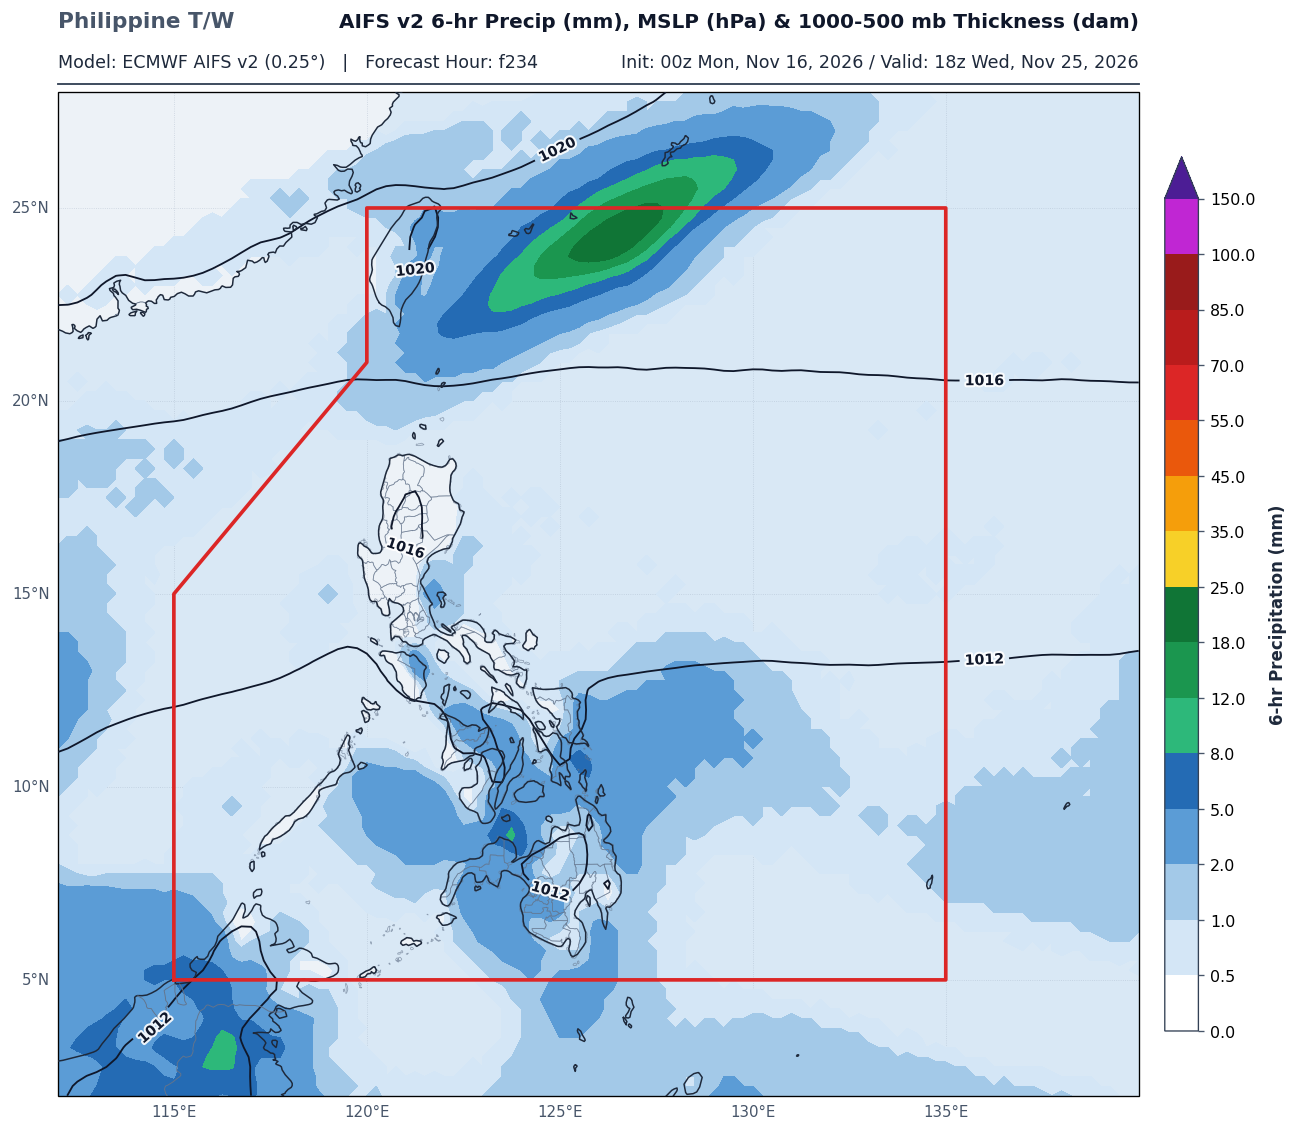 Philippine T/W
AIFS v2 6-hr Precip (mm), MSLP (hPa) & 1000-500 mb Thickness (dam)
Model: ECMWF AIFS v2 (0.25°)   |   Forecast Hour: f234
Init: 00z Mon, Nov 16, 2026 / Valid: 18z Wed, Nov 25, 2026
25°N
20°N
15°N
10°N
5°N
1020
1020
1016
1016
1012
1012
1012
115°E
120°E
125°E
130°E
135°E
150.0
100.0
85.0
70.0
55.0
45.0
35.0
25.0
18.0
12.0
8.0
5.0
2.0
1.0
0.5
0.0
6-hr Precipitation (mm)